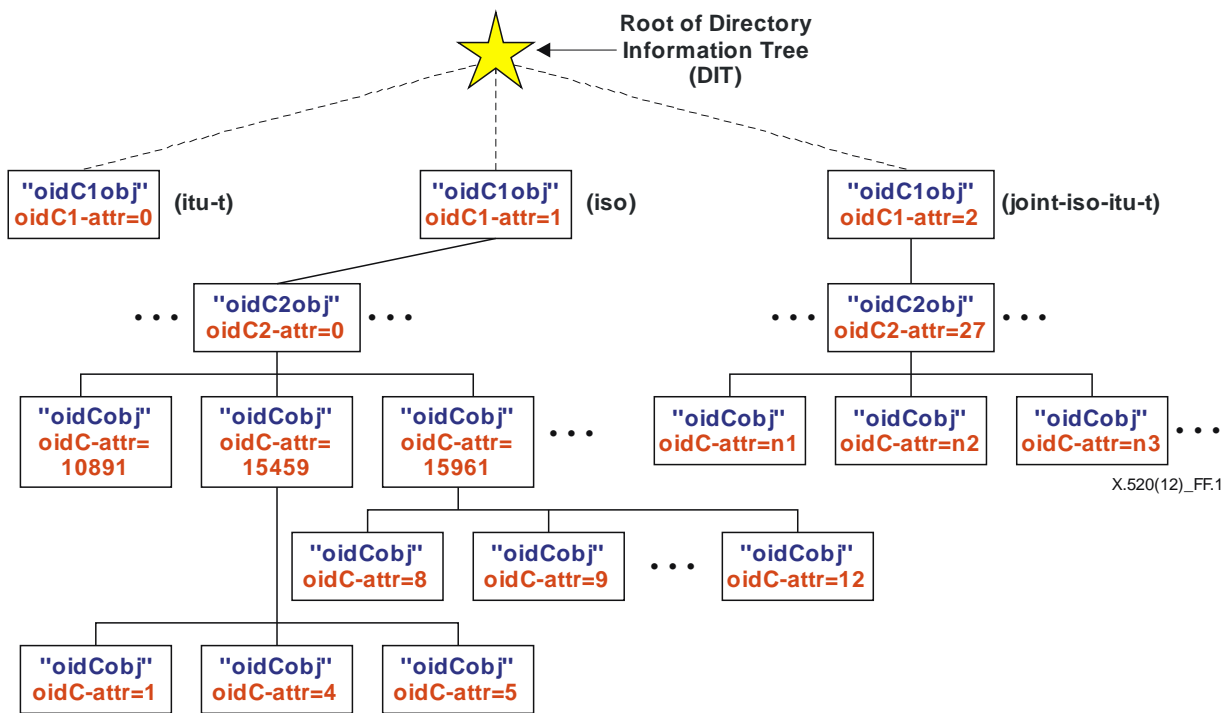 Root of Directory
Information Tree
(DIT)
"oidC1obj"
oidC1-attr=0
(itu-t)
"oidC1obj"
oidC1-attr=1
(iso)
"oidC1obj"
oidC1-attr=2
(joint-iso-itu-t)
• • •
"oidC2obj"
oidC2-attr=0
• • •
• • •
"oidC2obj"
oidC2-attr=27
• • •
"oidCobj"
oidC-attr=
10891
"oidCobj"
oidC-attr=
15459
"oidCobj"
oidC-attr=
15961
• • •
"oidCobj"
oidC-attr=n1
"oidCobj"
oidC-attr=n2
"oidCobj"
oidC-attr=n3
• • •
X.520(12)_FF.1
"oidCobj"
oidC-attr=8
"oidCobj"
oidC-attr=9
• • •
"oidCobj"
oidC-attr=12
"oidCobj"
oidC-attr=1
"oidCobj"
oidC-attr=4
"oidCobj"
oidC-attr=5